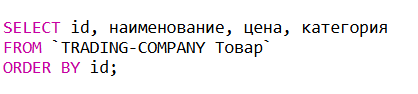 SELECT id, наименование, цена, категория
FROM `TRADING-COMPANY Товар`
ORDER BY id;